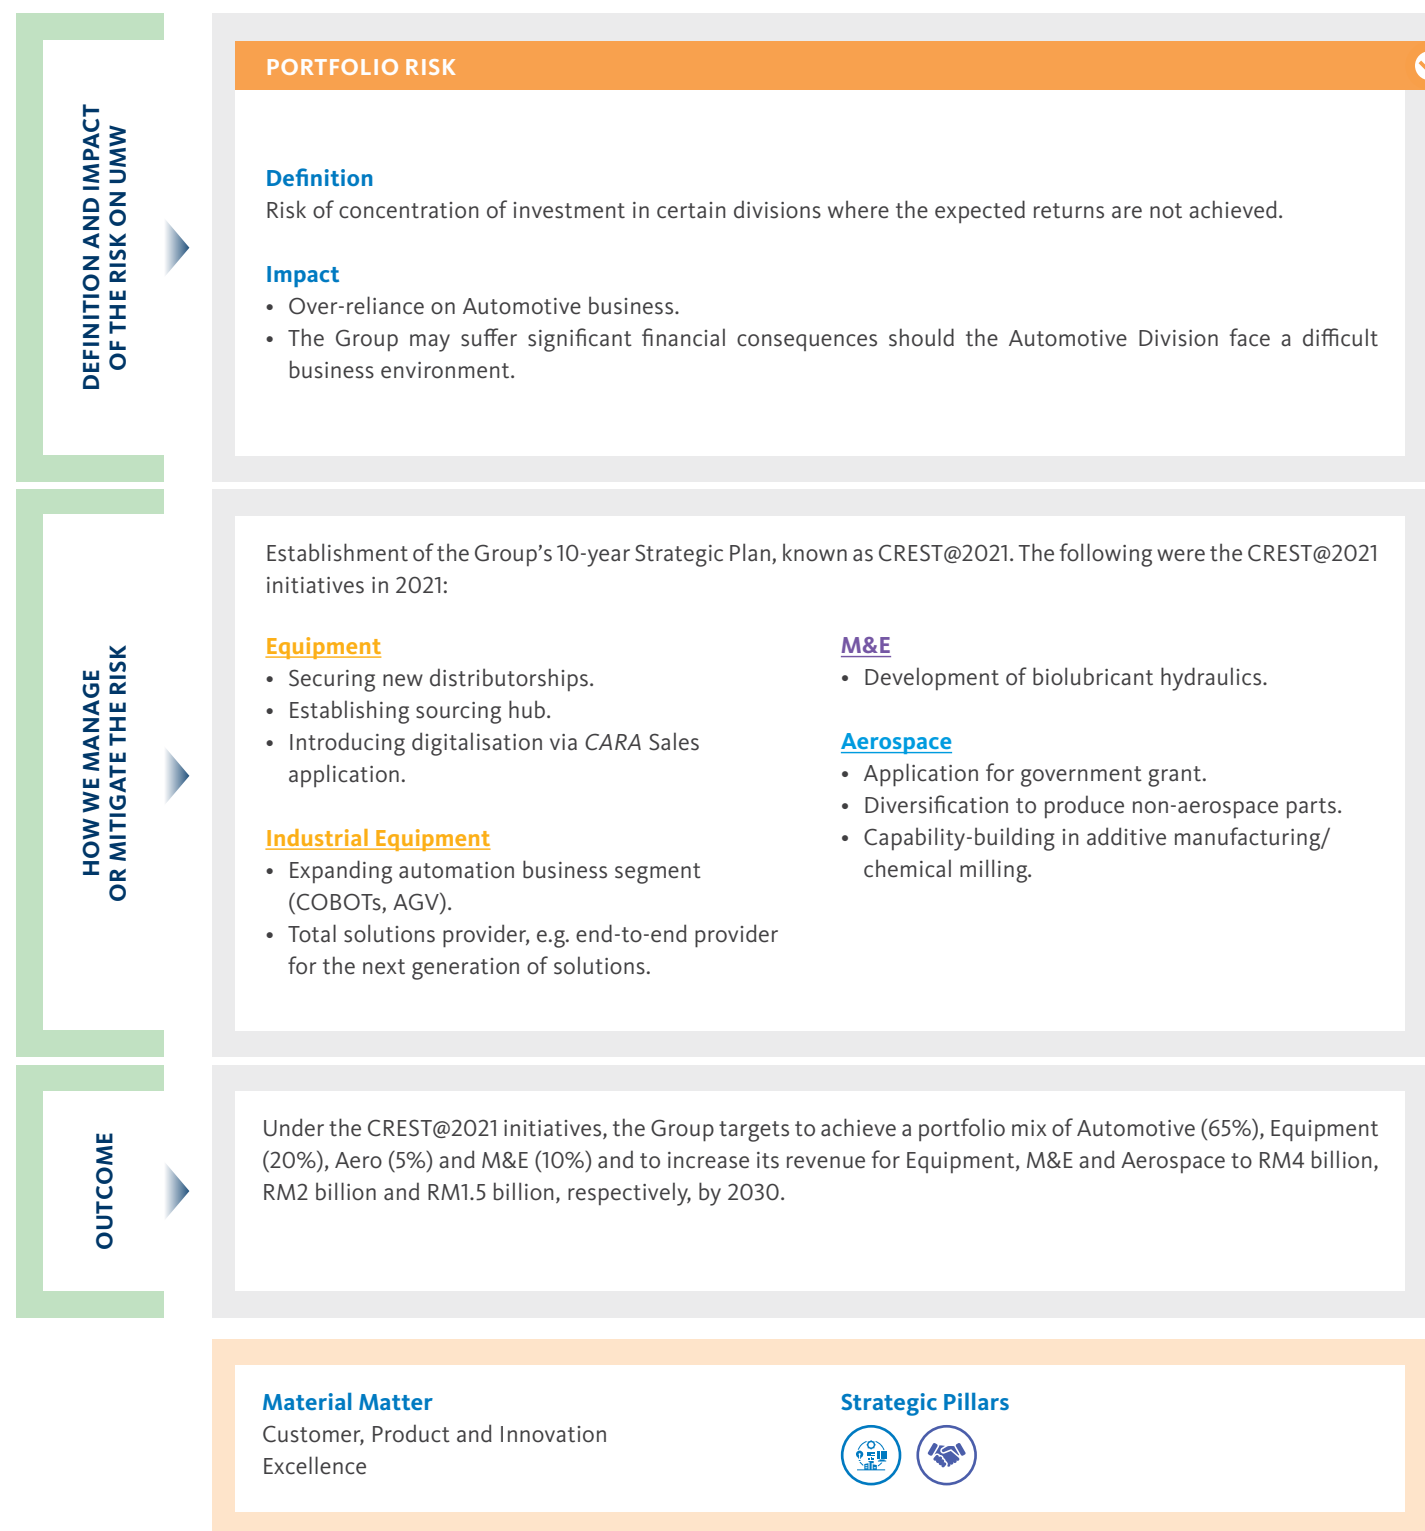 DEFINITION AND IMPACT
OF THE RISK ON UMW
PORTFOLIO RISK
Definition
Risk of concentration of investment in certain divisions where the expected returns are not achieved.
Impact
• Over-reliance on Automotive business.
• The Group may suffer significant financial consequences should the Automotive Division face a difficult
business environment.
HOW WE MANAGE
OR MITIGATE THE RISK
Establishment of the Group's 10-year Strategic Plan, known as CREST@2021. The following were the CREST@2021
initiatives in 2021:
Equipment
• Securing new distributorships.
• Establishing sourcing hub.
• Introducing digitalisation via CARA Sales
application.
Industrial Equipment
• Expanding automation business segment
(COBOTs, AGV).
• Total solutions provider, e.g. end-to-end provider
for the next generation of solutions.
M&E
• Development of biolubricant hydraulics.
Aerospace
• Application for government grant.
• Diversification to produce non-aerospace parts.
• Capability-building in additive manufacturing/
chemical milling.
OUTCOME
Under the CREST@2021 initiatives, the Group targets to achieve a portfolio mix of Automotive (65%), Equipment
(20%), Aero (5%) and M&E (10%) and to increase its revenue for Equipment, M&E and Aerospace to RM4 billion,
RM2 billion and RM1.5 billion, respectively, by 2030.
Material Matter
Customer, Product and Innovation
Excellence
Strategic Pillars